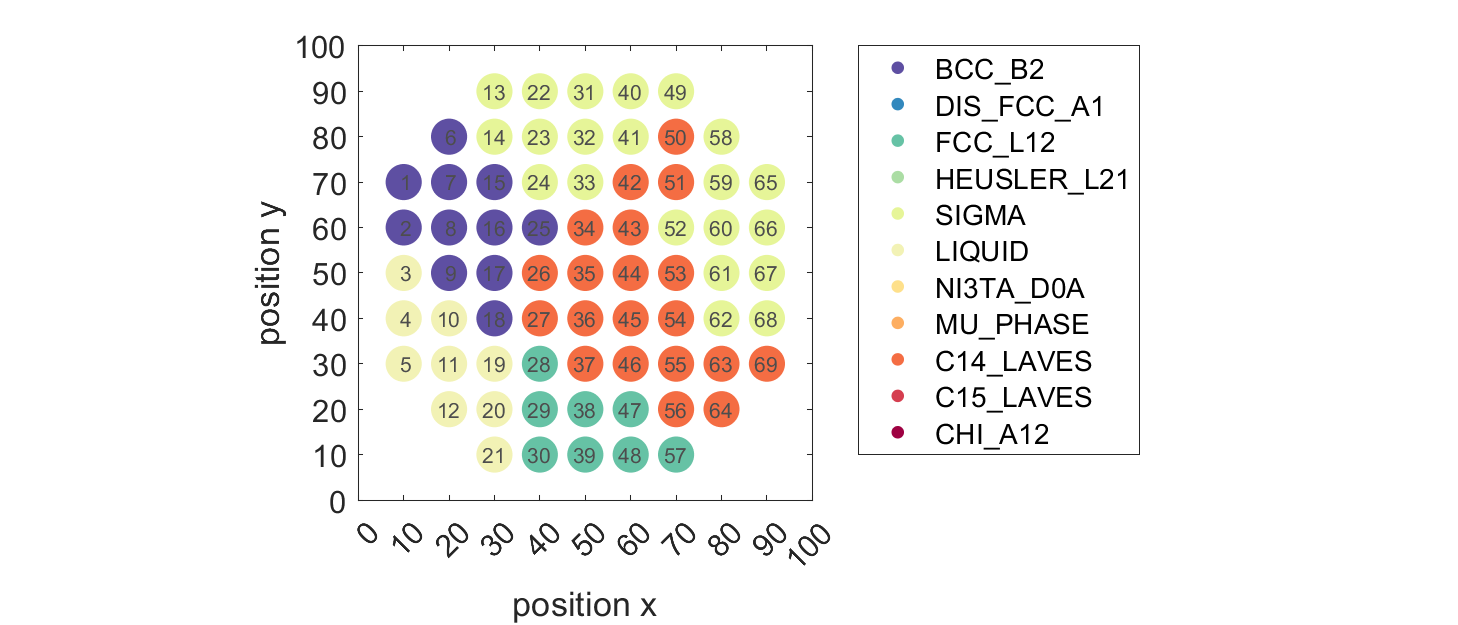 100
90 13 22 31 40 49
80 6 14 23 32 41 50 58
70 1 7 15 24 33 42 51 59 65
60 2 8 16 25 34 43 52 60 66
50 3 9 17 26 35 44 53 61 67
40 4 10 18 27 36 45 54 62 68
30 5 11 19 28 37 46 55 63 69
20 12 20 29 38 47 56 64
10 21 30 39 48 57
0
0 10 20 30 40 50 60 70 80 90 100
position x
position y
BCC_B2
DIS_FCC_A1
FCC_L12
HEUSLER_L21
SIGMA
LIQUID
NI3TA_D0A
MU_PHASE
C14_LAVES
C15_LAVES
CHI_A12